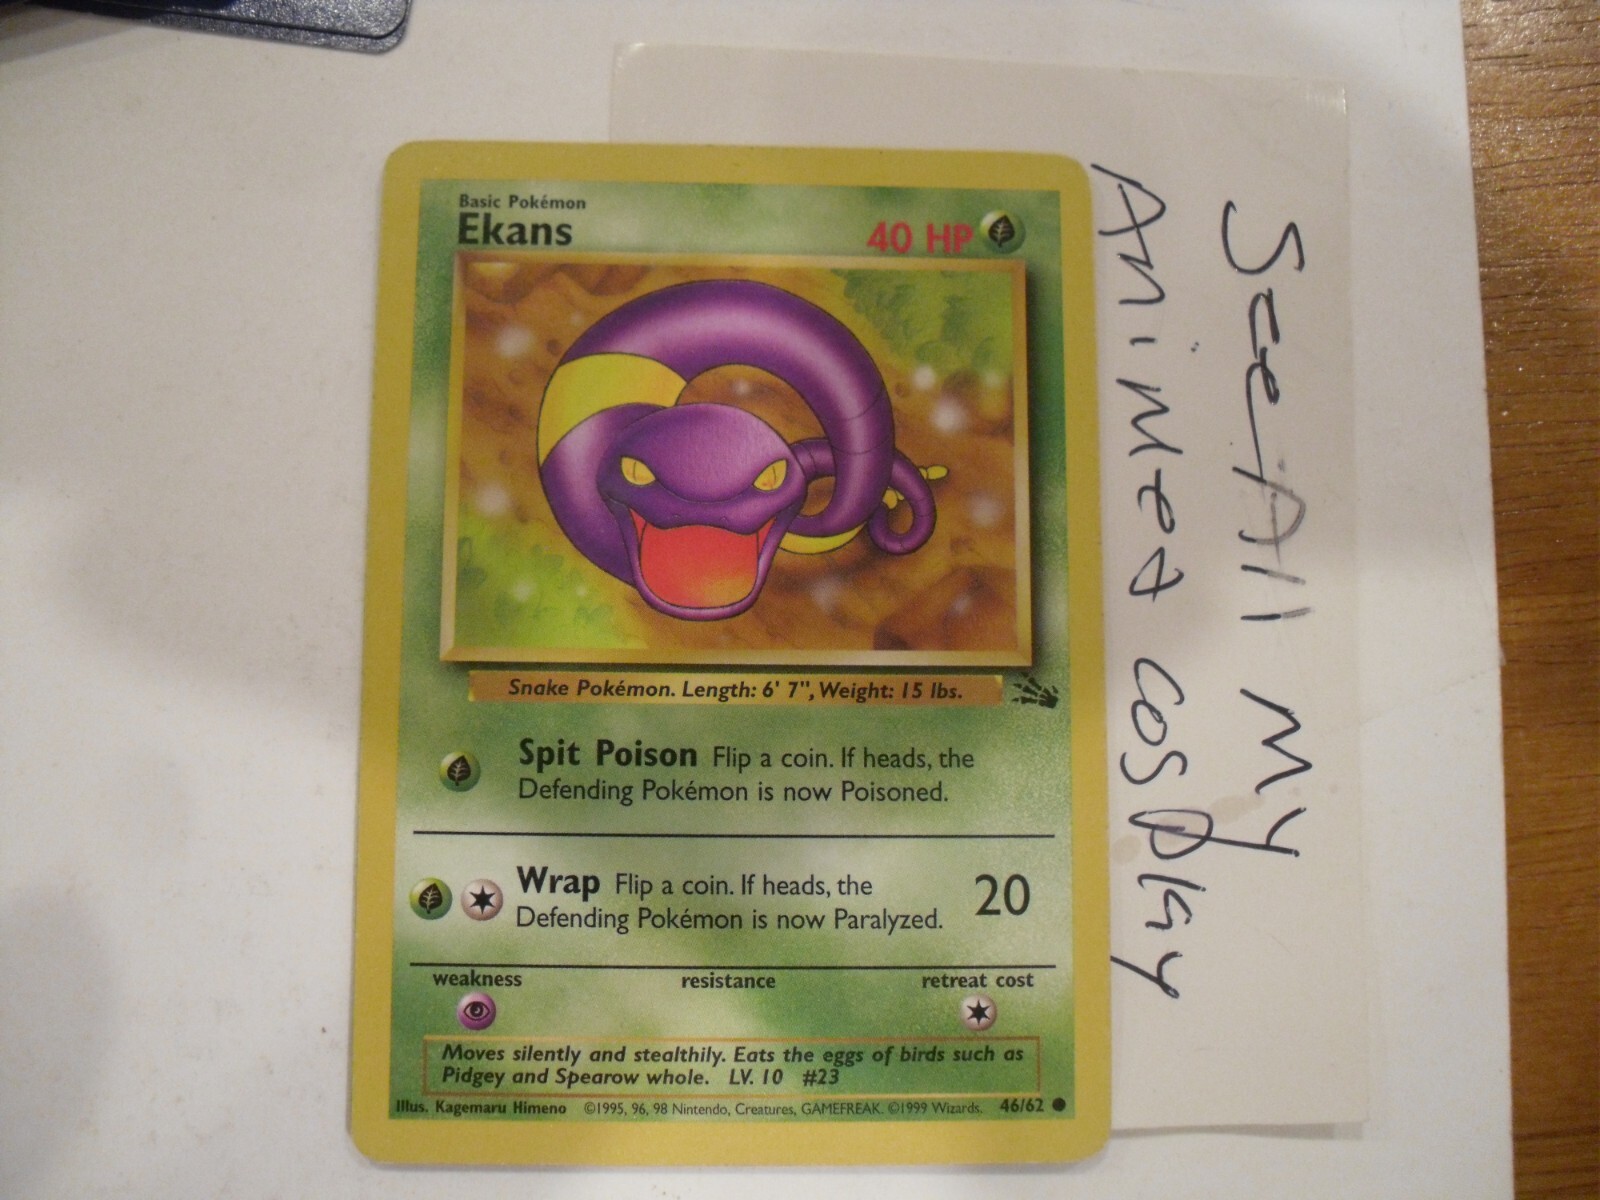 Basic Pokémon
Ekans
40 HP
Snake Pokémon. Length: 6' 7", Weight: 15 lbs.
Spit Poison Flip a coin. If heads, the
Defending Pokémon is now Poisoned.
Wrap Flip a coin. If heads, the
Defending Pokémon is now Paralyzed.
20
weakness resistance retreat cost
Moves silently and stealthily. Eats the eggs of birds such as
Pidgey and Spearow whole. LV. 10 #23
Illus. Kagemaru Himeno ©1995, 96, 98 Nintendo, Creatures, GAMEFREAK. ©1999 Wizards. 46/62
See All My
Animea cosplay